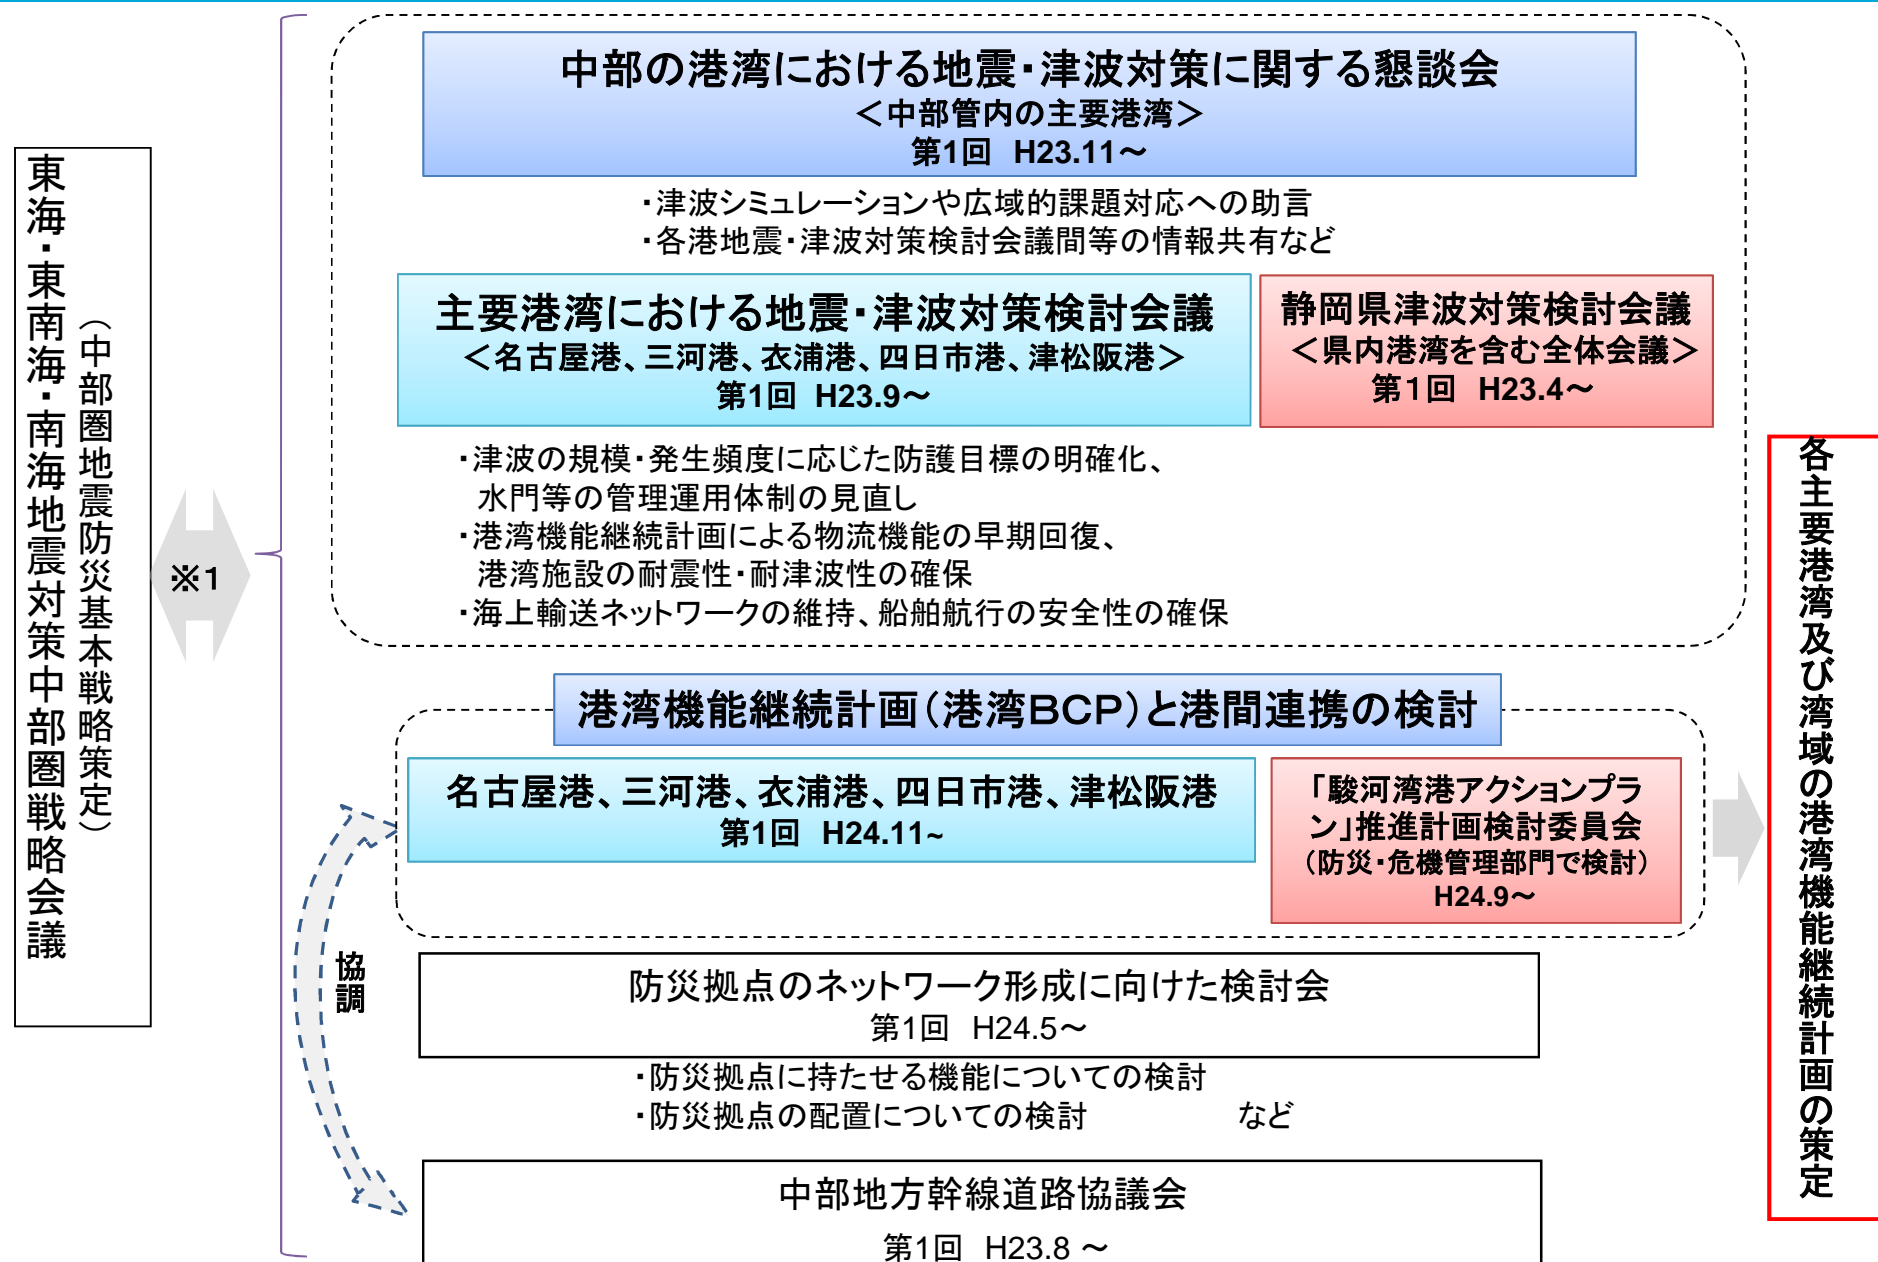 東海・東南海・南海地震対策中部圏戦略会議
（中部圏地震防災基本戦略策定）
※1
中部の港湾における地震・津波対策に関する懇談会
＜中部管内の主要港湾＞
第1回　H23.11～
・津波シミュレーションや広域的課題対応への助言
・各港地震・津波対策検討会議間等の情報共有など
主要港湾における地震・津波対策検討会議
＜名古屋港、三河港、衣浦港、四日市港、津松阪港＞
第1回　H23.9～
静岡県津波対策検討会議
＜県内港湾を含む全体会議＞
第１回　H23.4～
・津波の規模・発生頻度に応じた防護目標の明確化、
水門等の管理運用体制の見直し
・港湾機能継続計画による物流機能の早期回復、
港湾施設の耐震性・耐津波性の確保
・海上輸送ネットワークの維持、船舶航行の安全性の確保
港湾機能継続計画（港湾ＢＣＰ）と港間連携の検討
名古屋港、三河港、衣浦港、四日市港、津松阪港
第1回　H24.11~
「駿河湾港アクションプラ
ン」推進計画検討委員会
（防災・危機管理部門で検討）
H24.9～
協調
防災拠点のネットワーク形成に向けた検討会
第1回　H24.5～
・防災拠点に持たせる機能についての検討
・防災拠点の配置についての検討　　　　など
中部地方幹線道路協議会
第1回　H23.8 ～
各主要港湾及び湾域の港湾機能継続計画の策定